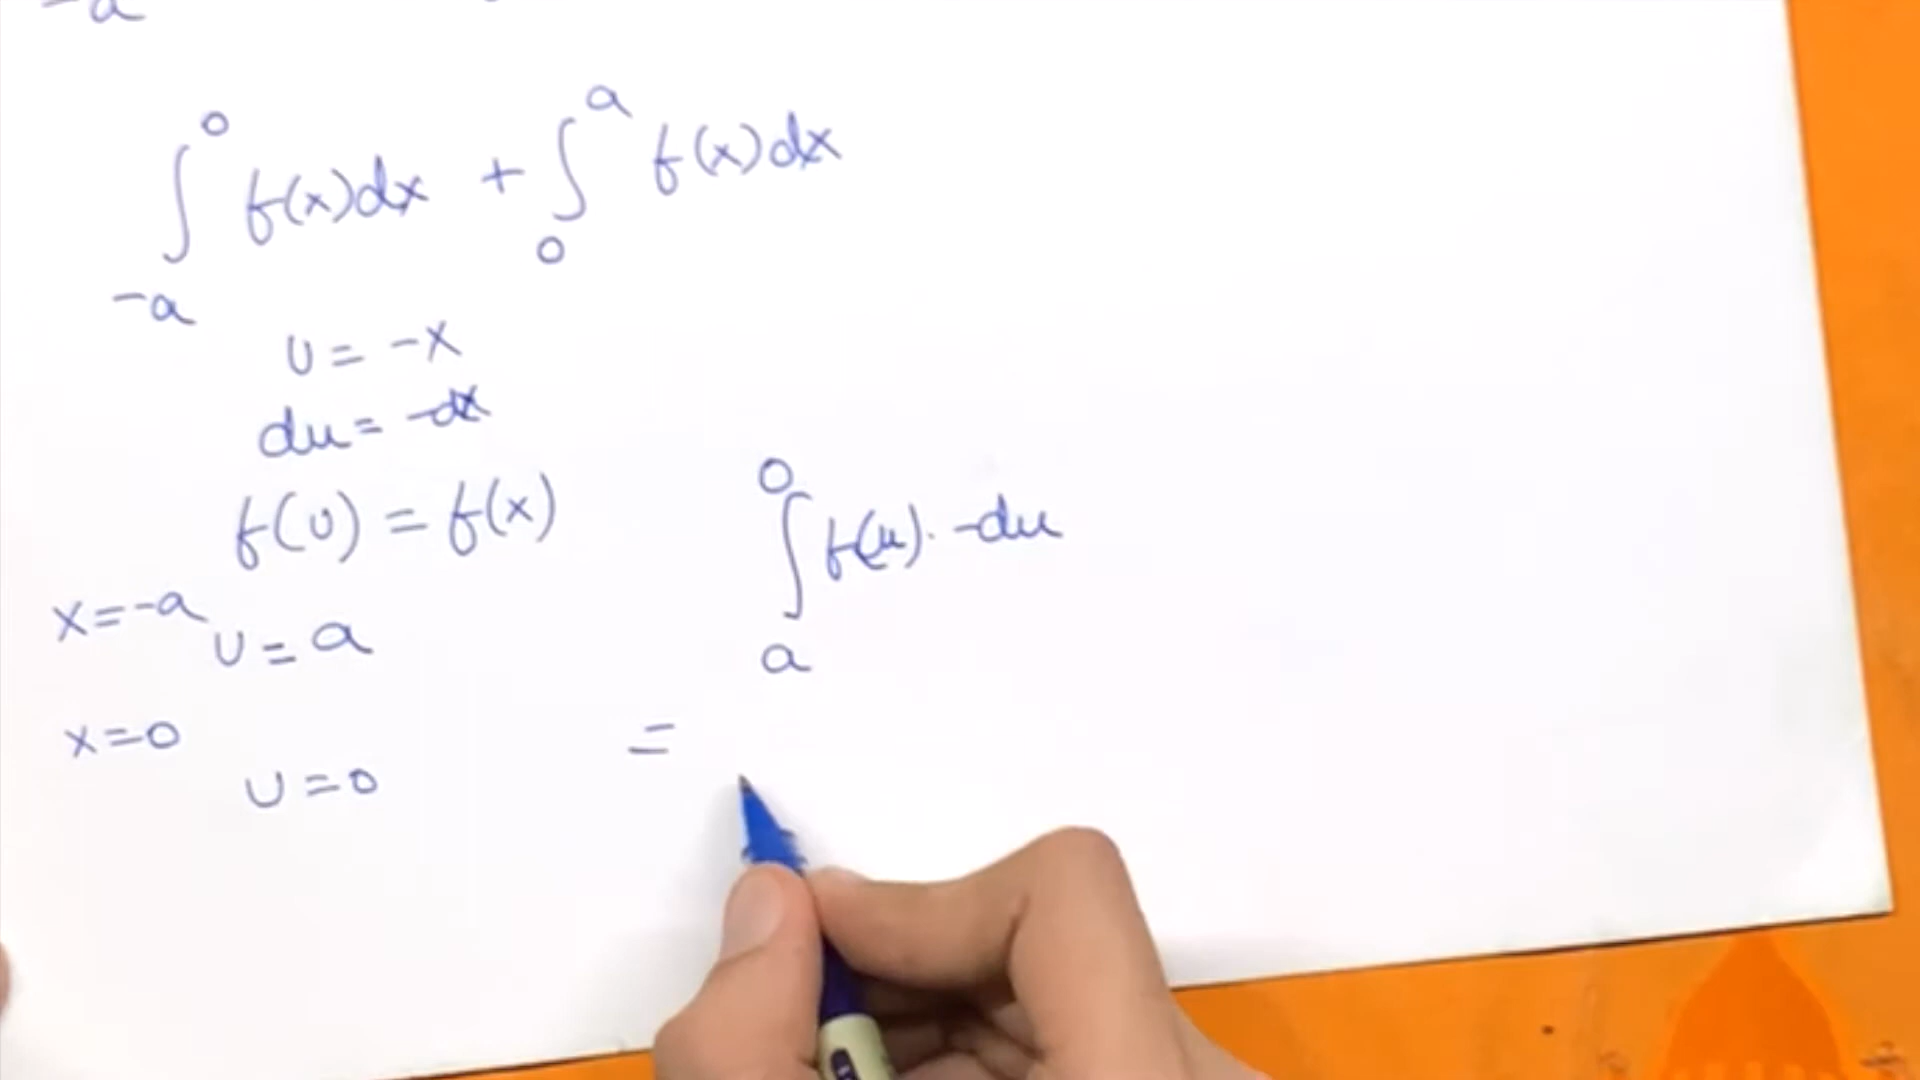 -a
∫_{-a}^{0} f(x)dx + ∫_{0}^{a} f(x)dx
u = -x
du = -dx
f(u) = f(x)
∫_{a}^{0} f(u). -du
x=-a
u = a
x=0
u=0
=